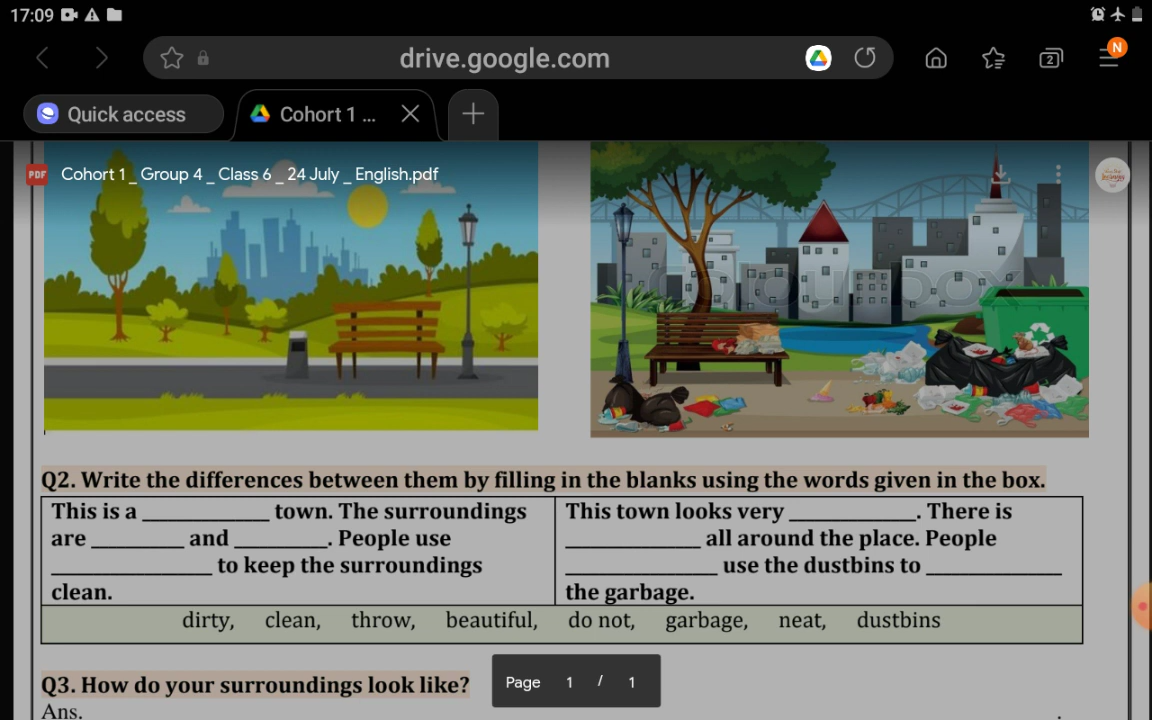 17:09
drive.google.com
2
N
Quick access
Cohort 1 ...
PDF
Cohort 1 _ Group 4 _ Class 6 _ 24 July _ English.pdf
Q2. Write the differences between them by filling in the blanks using the words given in the box.
This is a ____________ town. The surroundings
are _________ and _________. People use
_______________ to keep the surroundings
clean.
This town looks very ____________. There is
_____________ all around the place. People
______________ use the dustbins to _____________
the garbage.
dirty, clean, throw, beautiful, do not, garbage, neat, dustbins
Q3. How do your surroundings look like?
Ans. .
Page 1 / 1